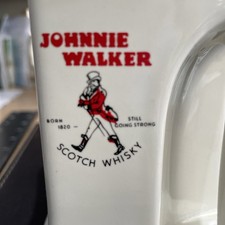 JOHNNIE
WALKER
BORN
1820 —
STILL
GOING STRONG
SCOTCH WHISKY